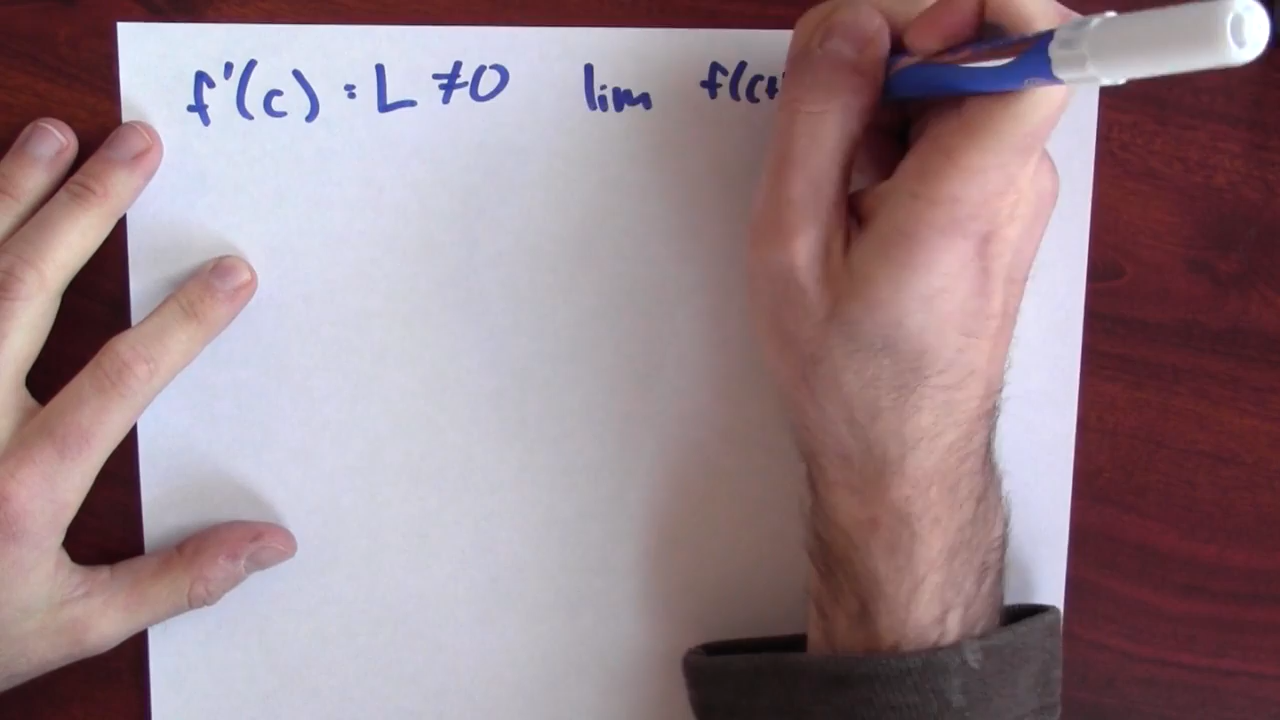 f'(c) = L ≠0 lim f(c+